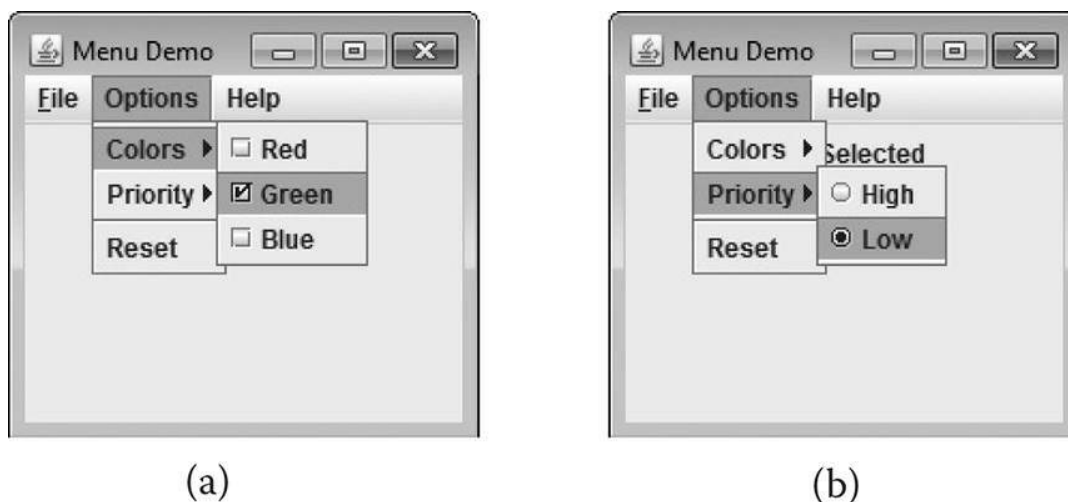 Menu Demo
File Options Help
Colors
Red
Priority
Green
Reset
Blue
(a)
Menu Demo
File Options Help
Colors
Selected
Priority
High
Reset
Low
(b)